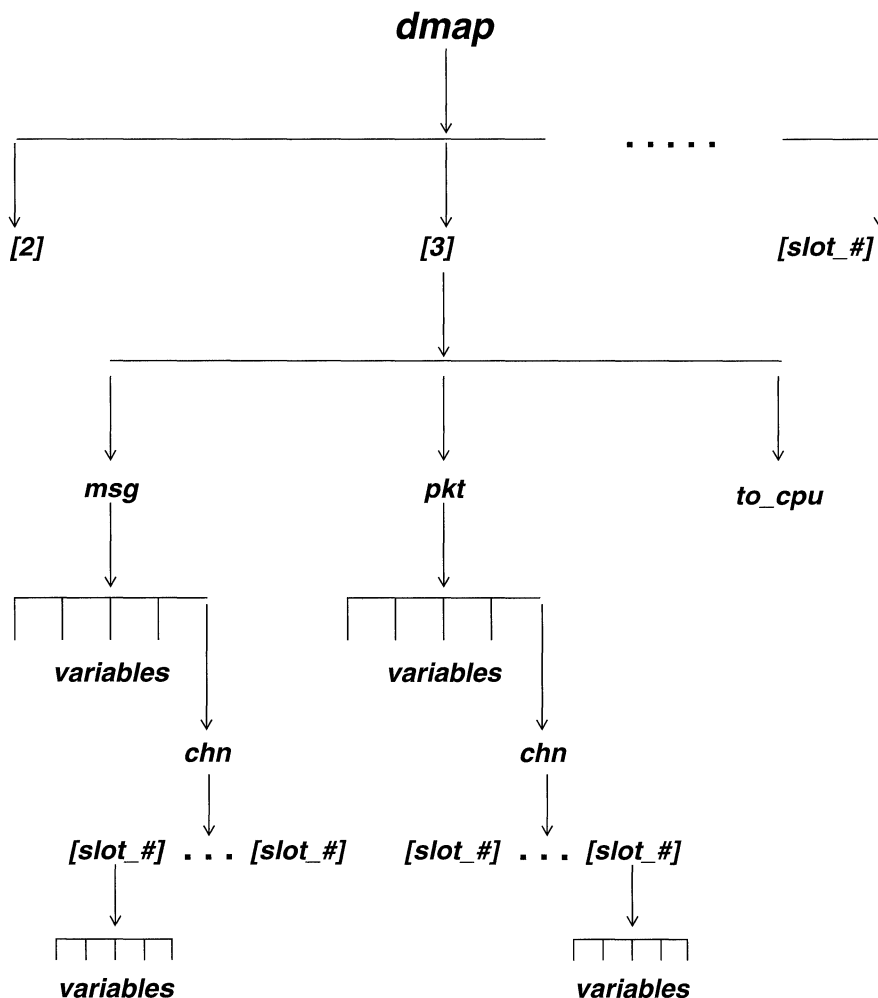 dmap
. . . . .
[2] [3] [slot_#]
msg pkt to_cpu
variables variables
chn chn
[slot_#] . . . [slot_#] [slot_#] . . . [slot_#]
variables variables